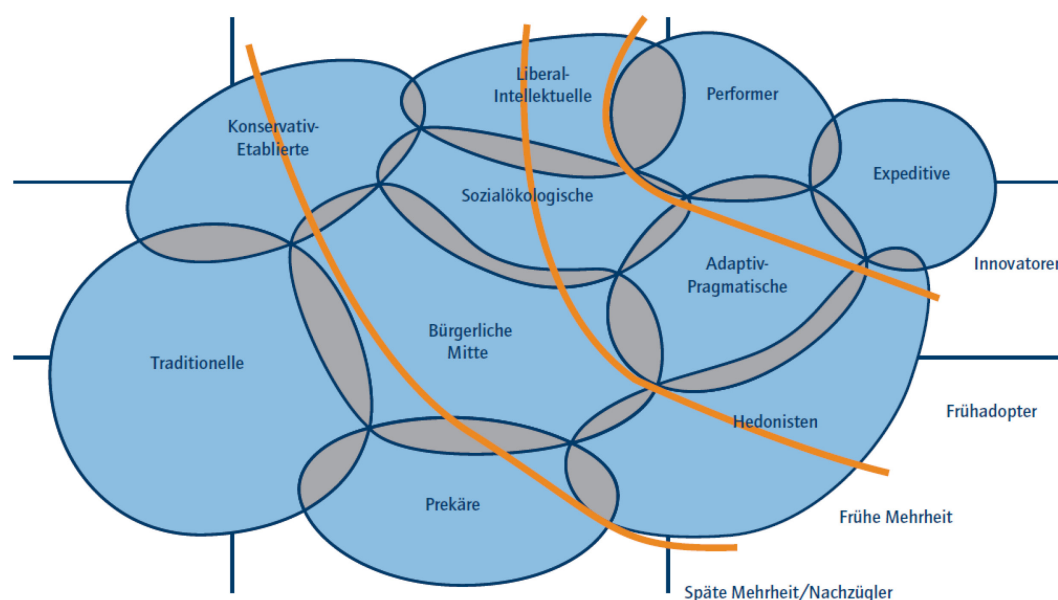 Liberal-
Intellektuelle
Performer
Konservativ-
Etablierte
Expeditive
Sozialökologische
Adaptiv-
Pragmatische
Innovatoren
Bürgerliche
Mitte
Traditionelle
Frühadopter
Hedonisten
Prekäre
Frühe Mehrheit
Späte Mehrheit/Nachzügler